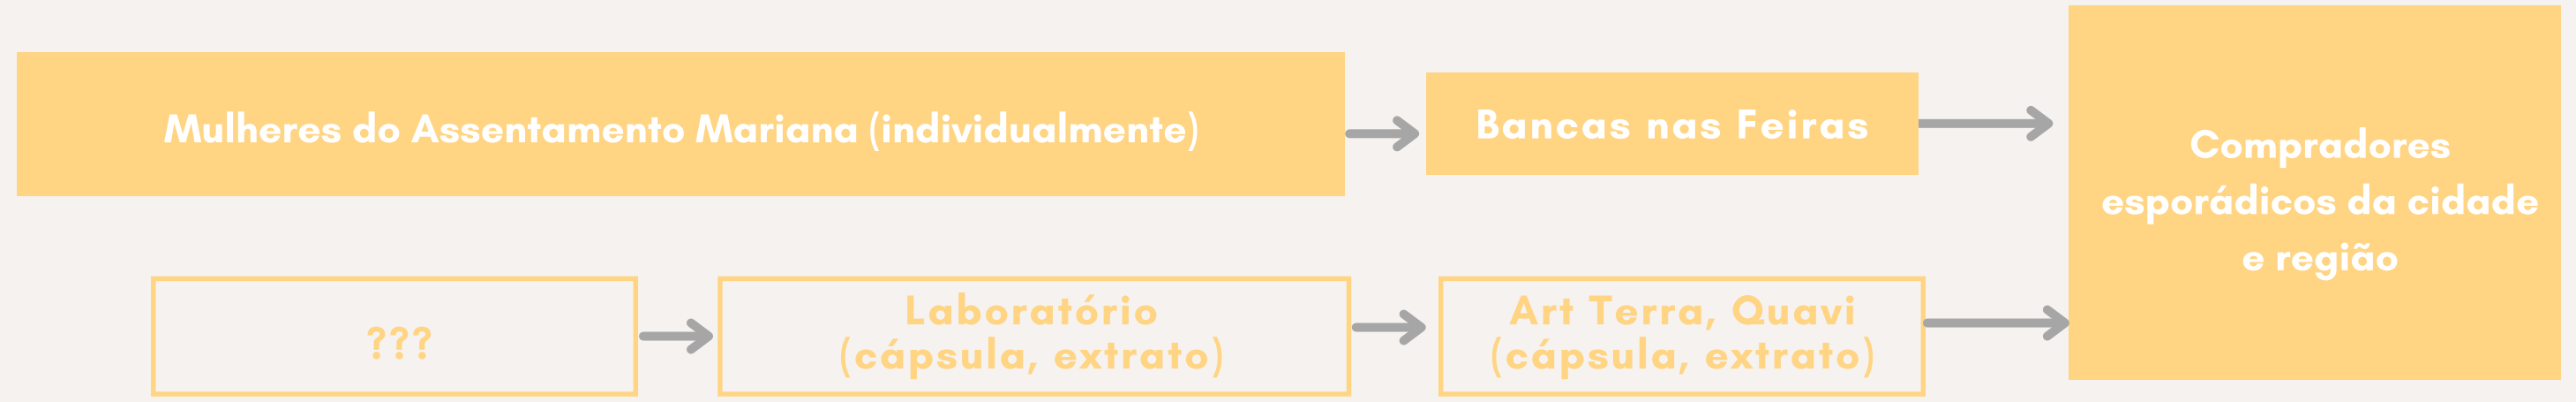 Mulheres do Assentamento Mariana (individualmente)
Bancas nas Feiras
Compradores
esporádicos da cidade
e região
???
Laboratório
(cápsula, extrato)
Art Terra, Quavi
(cápsula, extrato)